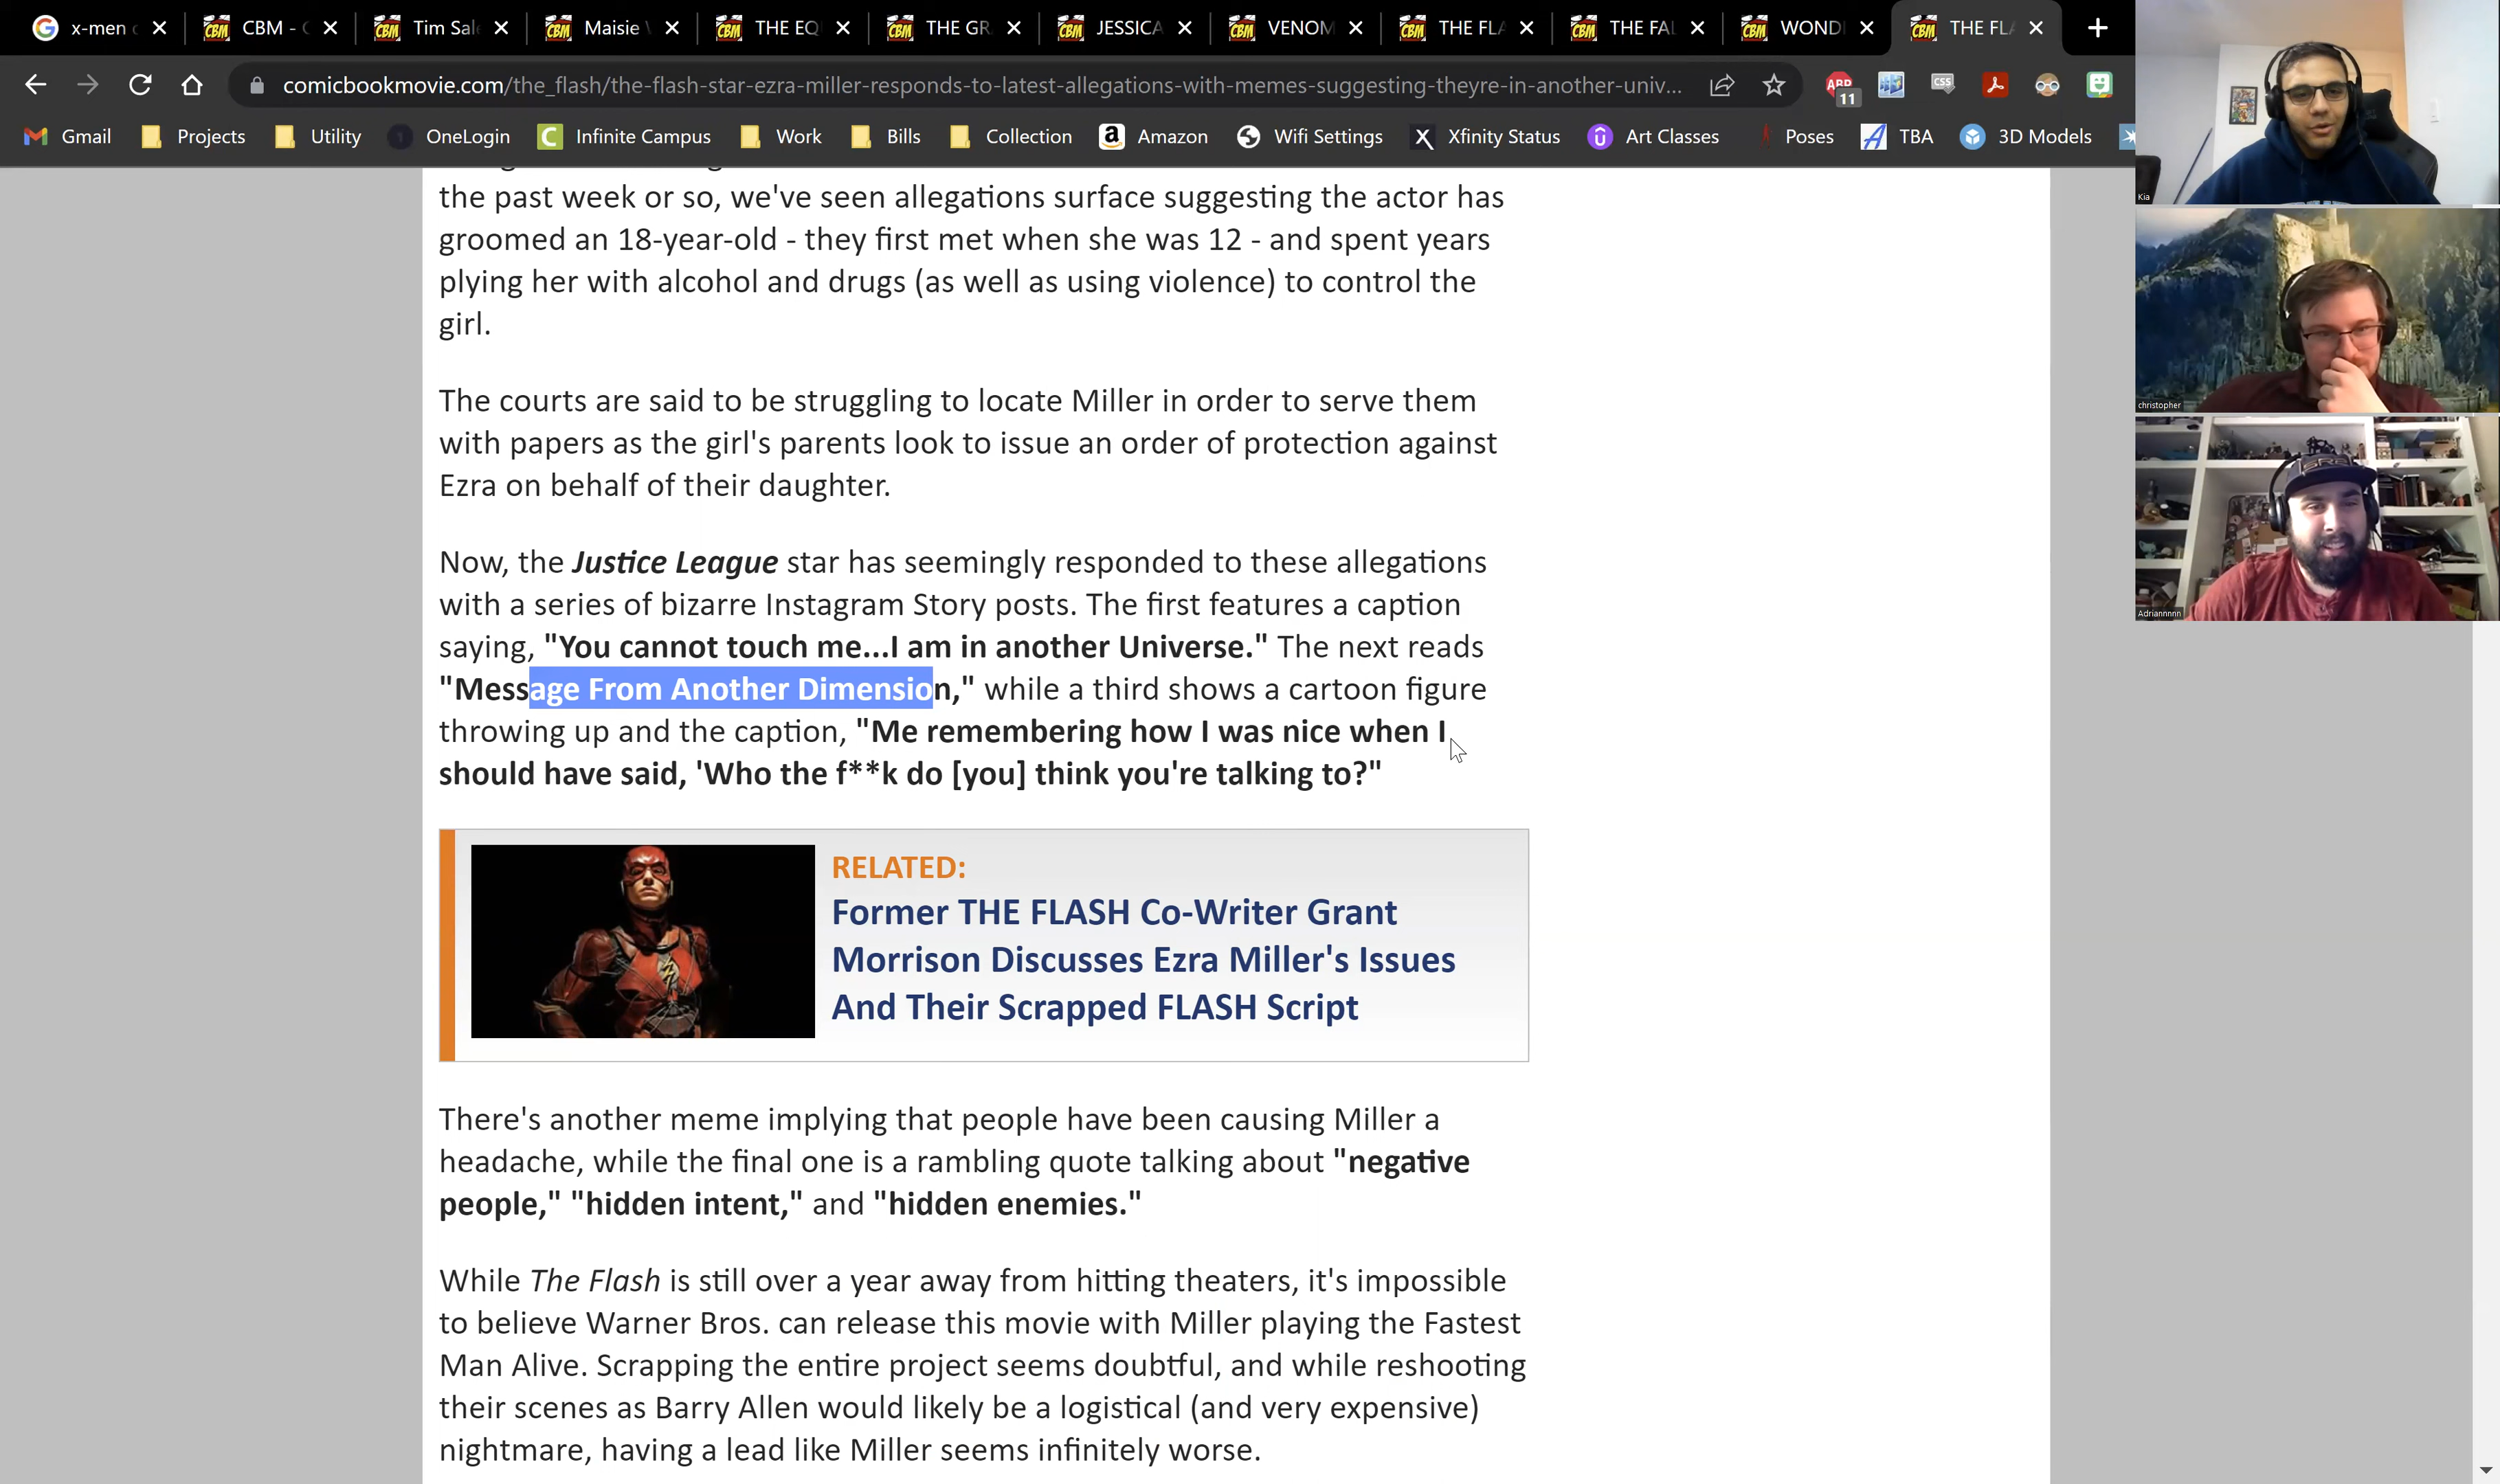 x-men
CBM - C
Tim Sale
Maisie W
THE EQ
THE GR
JESSICA
VENOM
THE FLA
THE FAL
WOND
THE FLA
comicbookmovie.com/the_flash/the-flash-star-ezra-miller-responds-to-latest-allegations-with-memes-suggesting-theyre-in-another-univ...
ABP
11
CSS
Gmail
Projects
Utility
OneLogin
Infinite Campus
Work
Bills
Collection
Amazon
Wifi Settings
Xfinity Status
Art Classes
Poses
TBA
3D Models
Kia
christopher
Adriannnnn
the past week or so, we've seen allegations surface suggesting the actor has
groomed an 18-year-old - they first met when she was 12 - and spent years
plying her with alcohol and drugs (as well as using violence) to control the
girl.
The courts are said to be struggling to locate Miller in order to serve them
with papers as the girl's parents look to issue an order of protection against
Ezra on behalf of their daughter.
Now, the Justice League star has seemingly responded to these allegations
with a series of bizarre Instagram Story posts. The first features a caption
saying, "You cannot touch me...I am in another Universe." The next reads
"Message From Another Dimension," while a third shows a cartoon figure
throwing up and the caption, "Me remembering how I was nice when I
should have said, 'Who the f**k do [you] think you're talking to?"
RELATED:
Former THE FLASH Co-Writer Grant
Morrison Discusses Ezra Miller's Issues
And Their Scrapped FLASH Script
There's another meme implying that people have been causing Miller a
headache, while the final one is a rambling quote talking about "negative
people," "hidden intent," and "hidden enemies."
While The Flash is still over a year away from hitting theaters, it's impossible
to believe Warner Bros. can release this movie with Miller playing the Fastest
Man Alive. Scrapping the entire project seems doubtful, and while reshooting
their scenes as Barry Allen would likely be a logistical (and very expensive)
nightmare, having a lead like Miller seems infinitely worse.